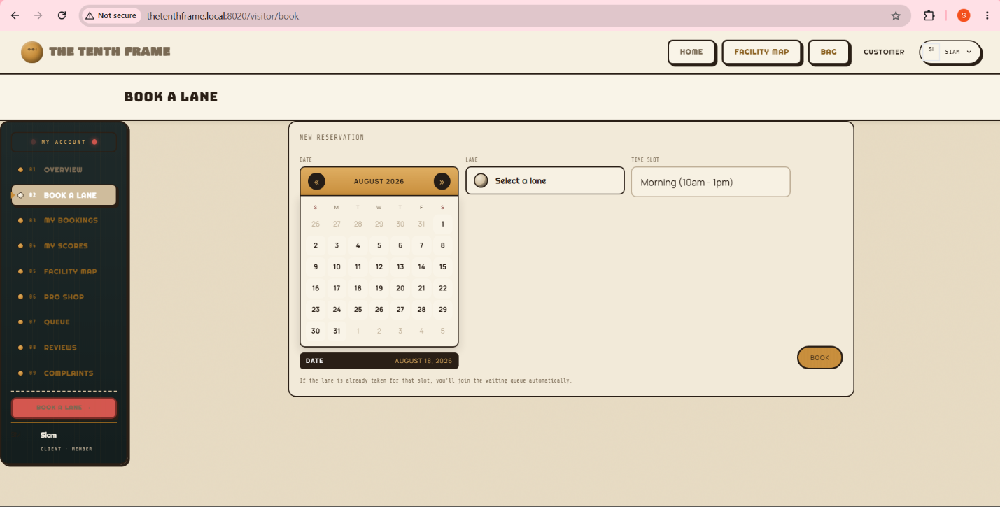 Not secure thetenthframe.local:8020/visitor/book S
THE TENTH FRAME HOME FACILITY MAP BAG CUSTOMER SI SIAM
BOOK A LANE
MY ACCOUNT
01 OVERVIEW
02 BOOK A LANE
03 MY BOOKINGS
04 MY SCORES
05 FACILITY MAP
06 PRO SHOP
07 QUEUE
08 REVIEWS
09 COMPLAINTS
BOOK A LANE →
Siam
CLIENT · MEMBER
NEW RESERVATION
DATE LANE TIME SLOT
« AUGUST 2026 » Select a lane Morning (10am - 1pm)
S M T W T F S
26 27 28 29 30 31 1
2 3 4 5 6 7 8
9 10 11 12 13 14 15
16 17 18 19 20 21 22
23 24 25 26 27 28 29
30 31 1 2 3 4 5
DATE AUGUST 18, 2026 BOOK
If the lane is already taken for that slot, you'll join the waiting queue automatically.